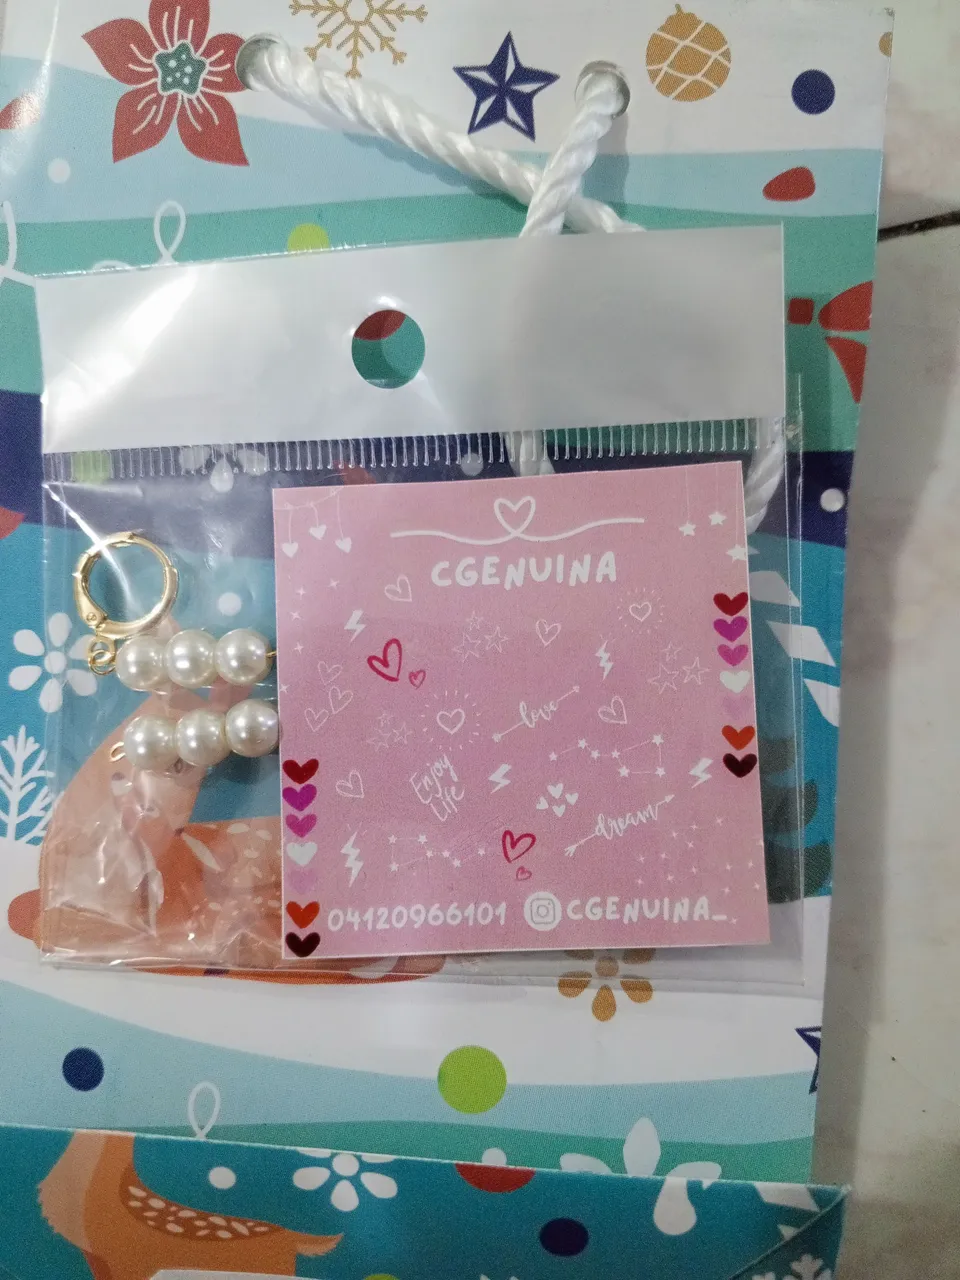 CGENUINA
love
Enjoy
Life
dream
04120966101 CGENUINA_